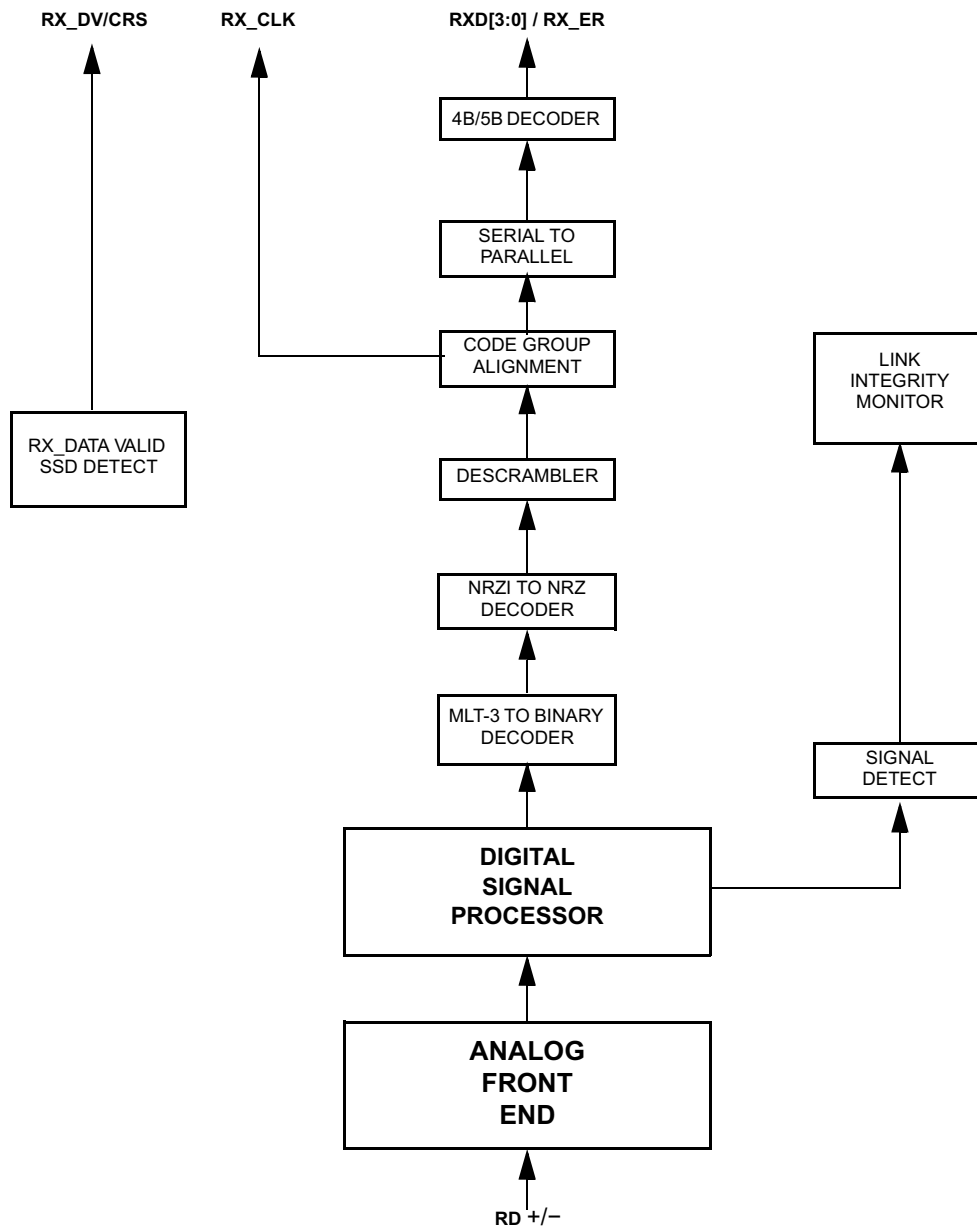 RX_DV/CRS
RX_CLK
RXD[3:0] / RX_ER
4B/5B DECODER
SERIAL TO
PARALLEL
CODE GROUP
ALIGNMENT
LINK
INTEGRITY
MONITOR
RX_DATA VALID
SSD DETECT
DESCRAMBLER
NRZI TO NRZ
DECODER
MLT-3 TO BINARY
DECODER
SIGNAL
DETECT
DIGITAL
SIGNAL
PROCESSOR
ANALOG
FRONT
END
RD +/−